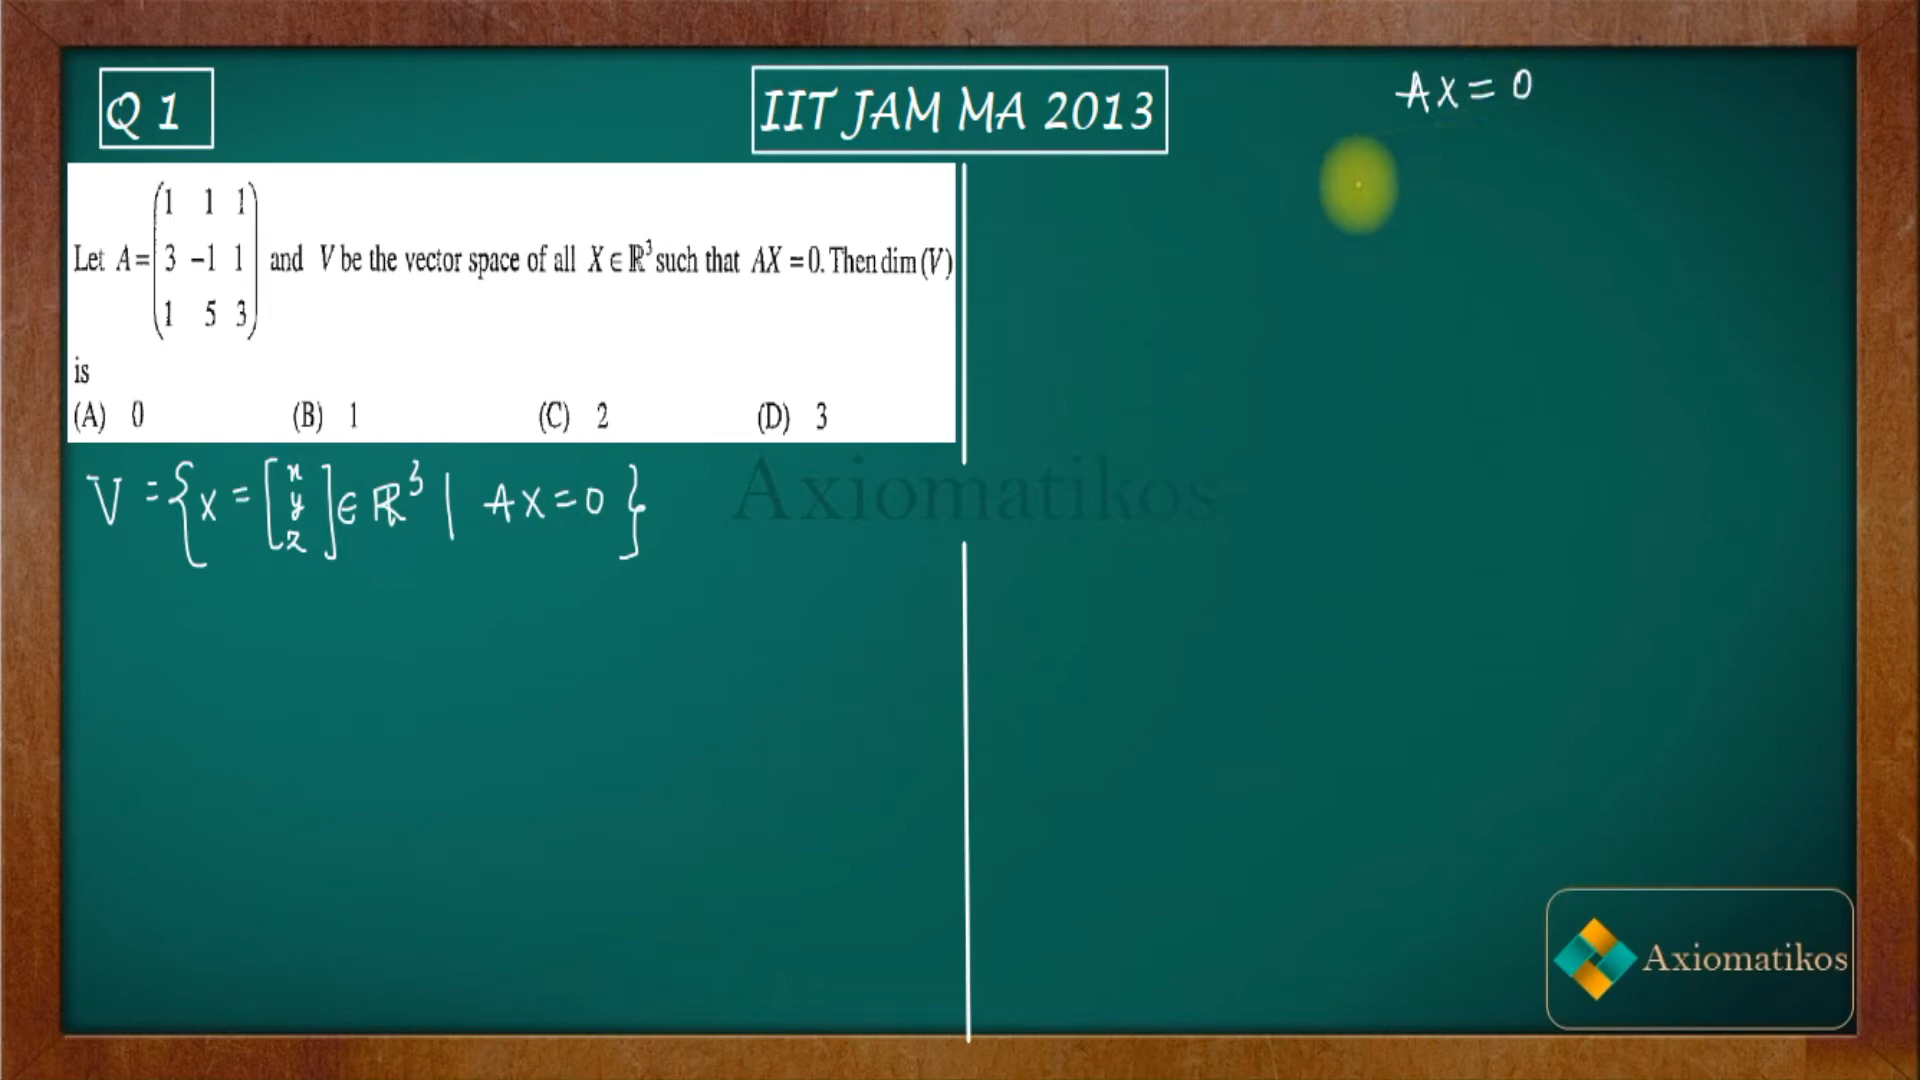 Q 1
IIT JAM MA 2013
AX = 0
Let A = (1 1 1
3 −1 1
1 5 3) and V be the vector space of all X ∈ ℝ³ such that AX = 0. Then dim (V)
is
(A) 0 (B) 1 (C) 2 (D) 3
V = { X = [x
y
z] ∈ ℝ³ | AX = 0 }
Axiomatikos
Axiomatikos